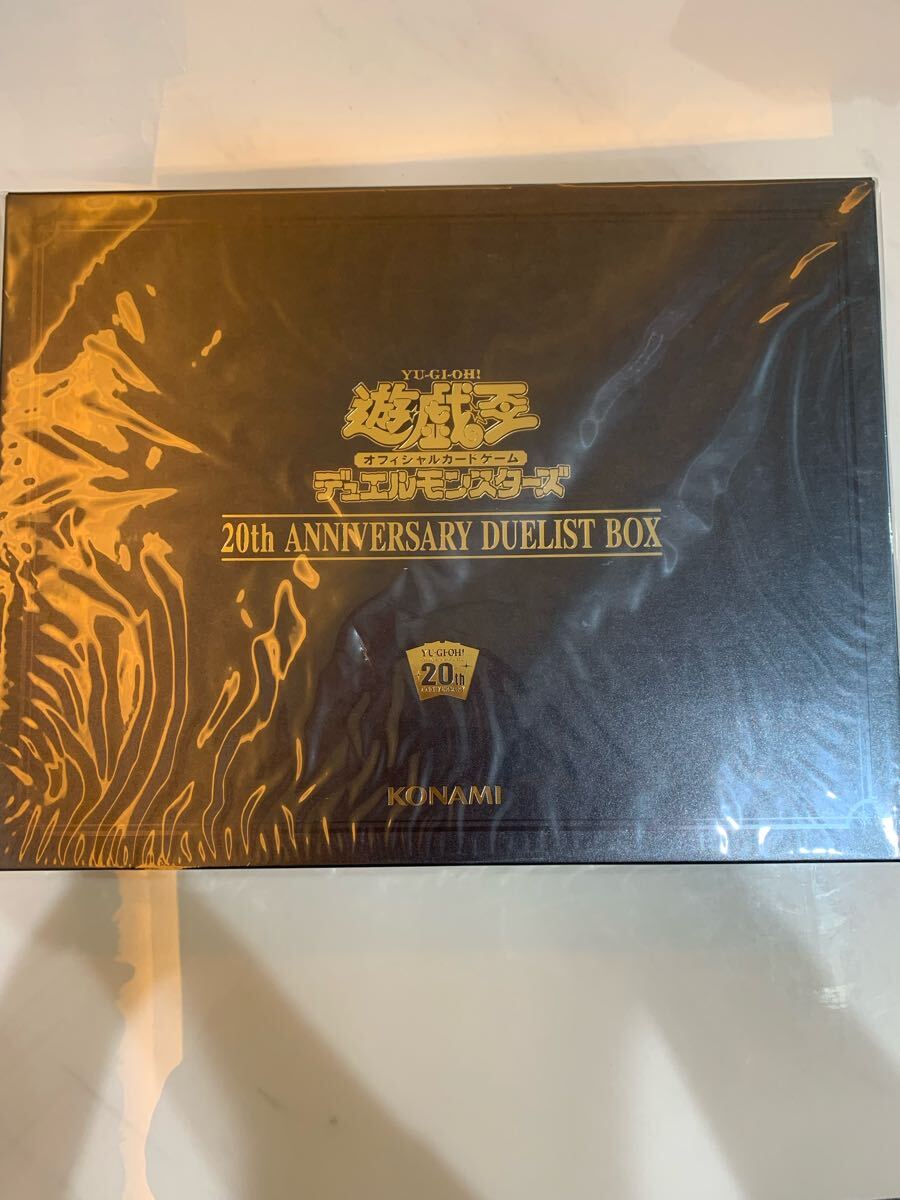 YU-GI-OH!
遊戯王
オフィシャルカードゲーム
デュエルモンスターズ
20th ANNIVERSARY DUELIST BOX
YU-GI-OH!
20th
KONAMI